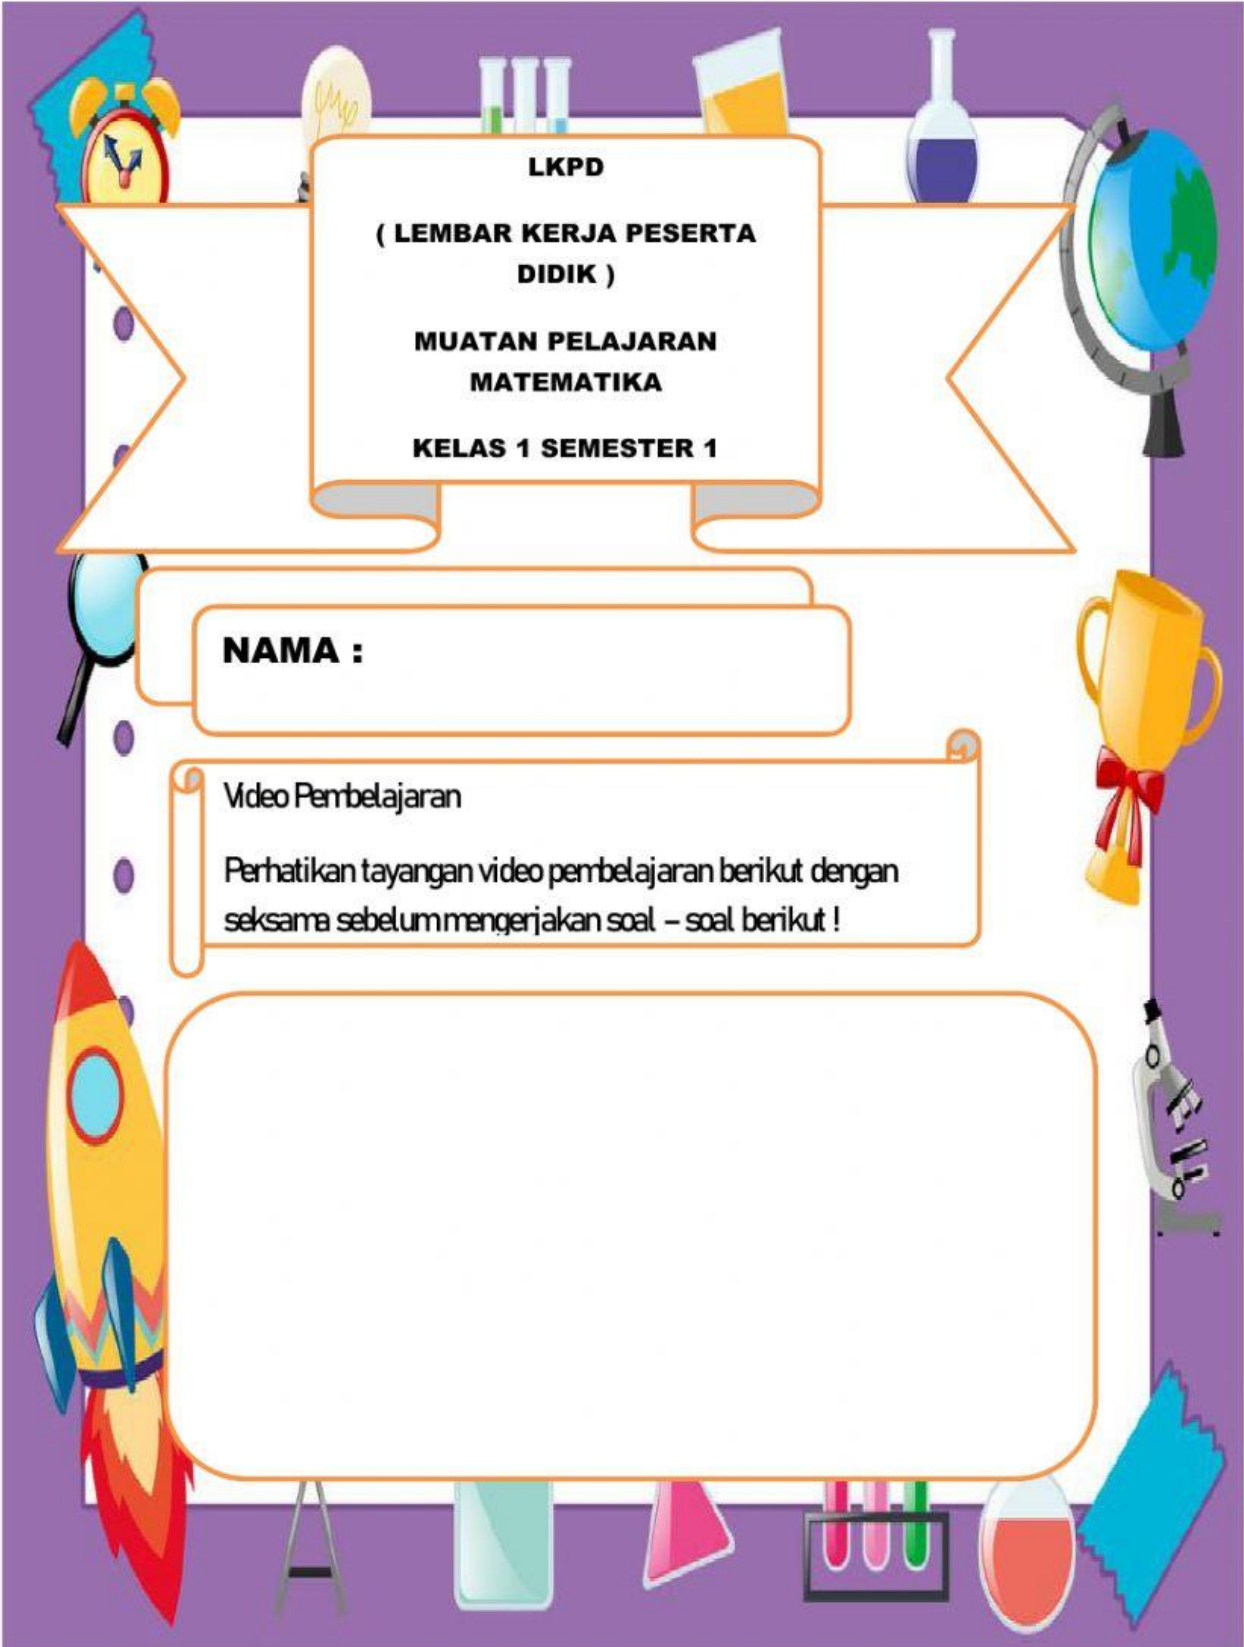 LKPD
( LEMBAR KERJA PESERTA
DIDIK )
MUATAN PELAJARAN
MATEMATIKA
KELAS 1 SEMESTER 1
NAMA :
Video Pembelajaran
Perhatikan tayangan video pembelajaran berikut dengan
seksama sebelum mengerjakan soal – soal berikut !